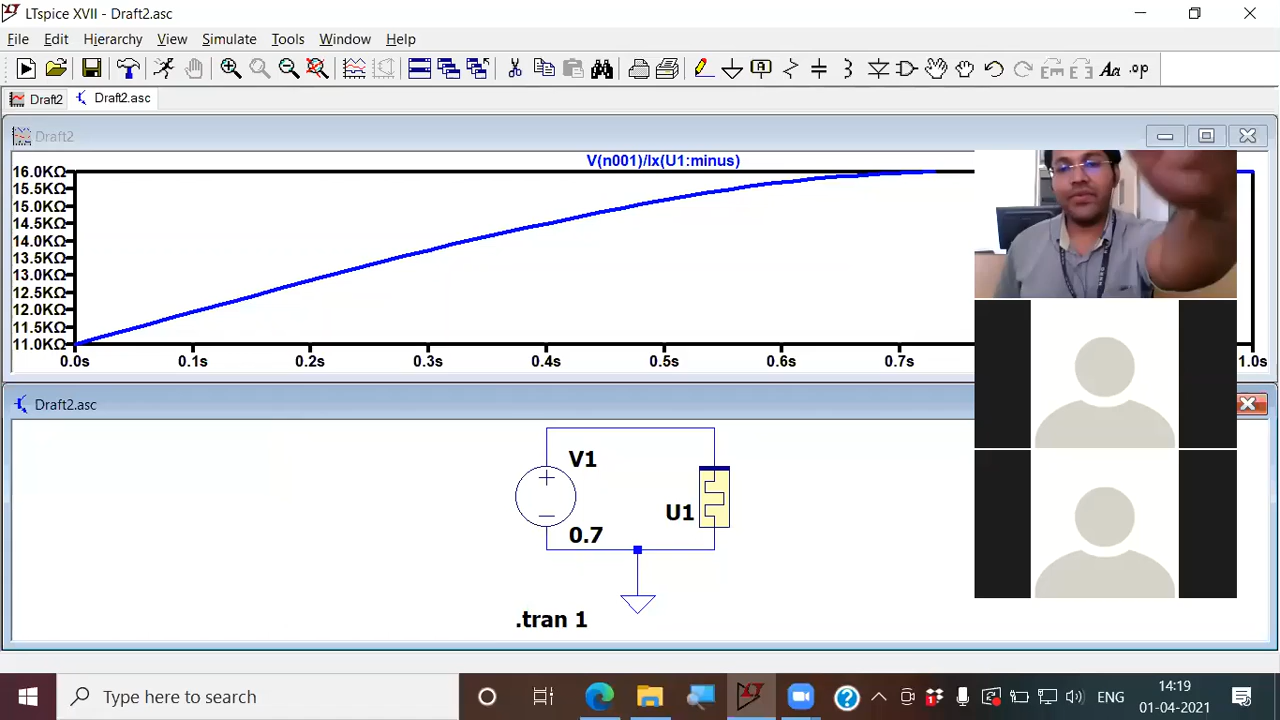 LTspice XVII - Draft2.asc
File Edit Hierarchy View Simulate Tools Window Help
Draft2 Draft2.asc
Draft2
V(n001)/Ix(U1:minus)
16.0KΩ
15.5KΩ
15.0KΩ
14.5KΩ
14.0KΩ
13.5KΩ
13.0KΩ
12.5KΩ
12.0KΩ
11.5KΩ
11.0KΩ
0.0s 0.1s 0.2s 0.3s 0.4s 0.5s 0.6s 0.7s 1.0s
Draft2.asc
V1
U1
0.7
.tran 1
Type here to search
ENG
14:19
01-04-2021